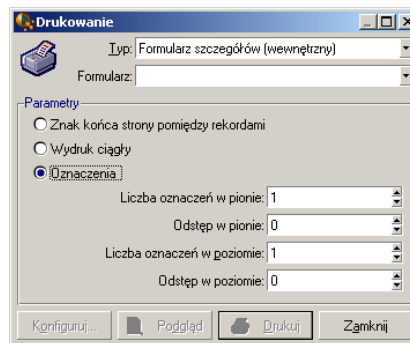 Drukowanie
Typ: Formularz szczegółów (wewnętrzny)
Formularz:
Parametry
Znak końca strony pomiędzy rekordami
Wydruk ciągły
Oznaczenia
Liczba oznaczeń w pionie: 1
Odstęp w pionie: 0
Liczba oznaczeń w poziomie: 1
Odstęp w poziomie: 0
Konfiguruj... Podgląd Drukuj Zamknij